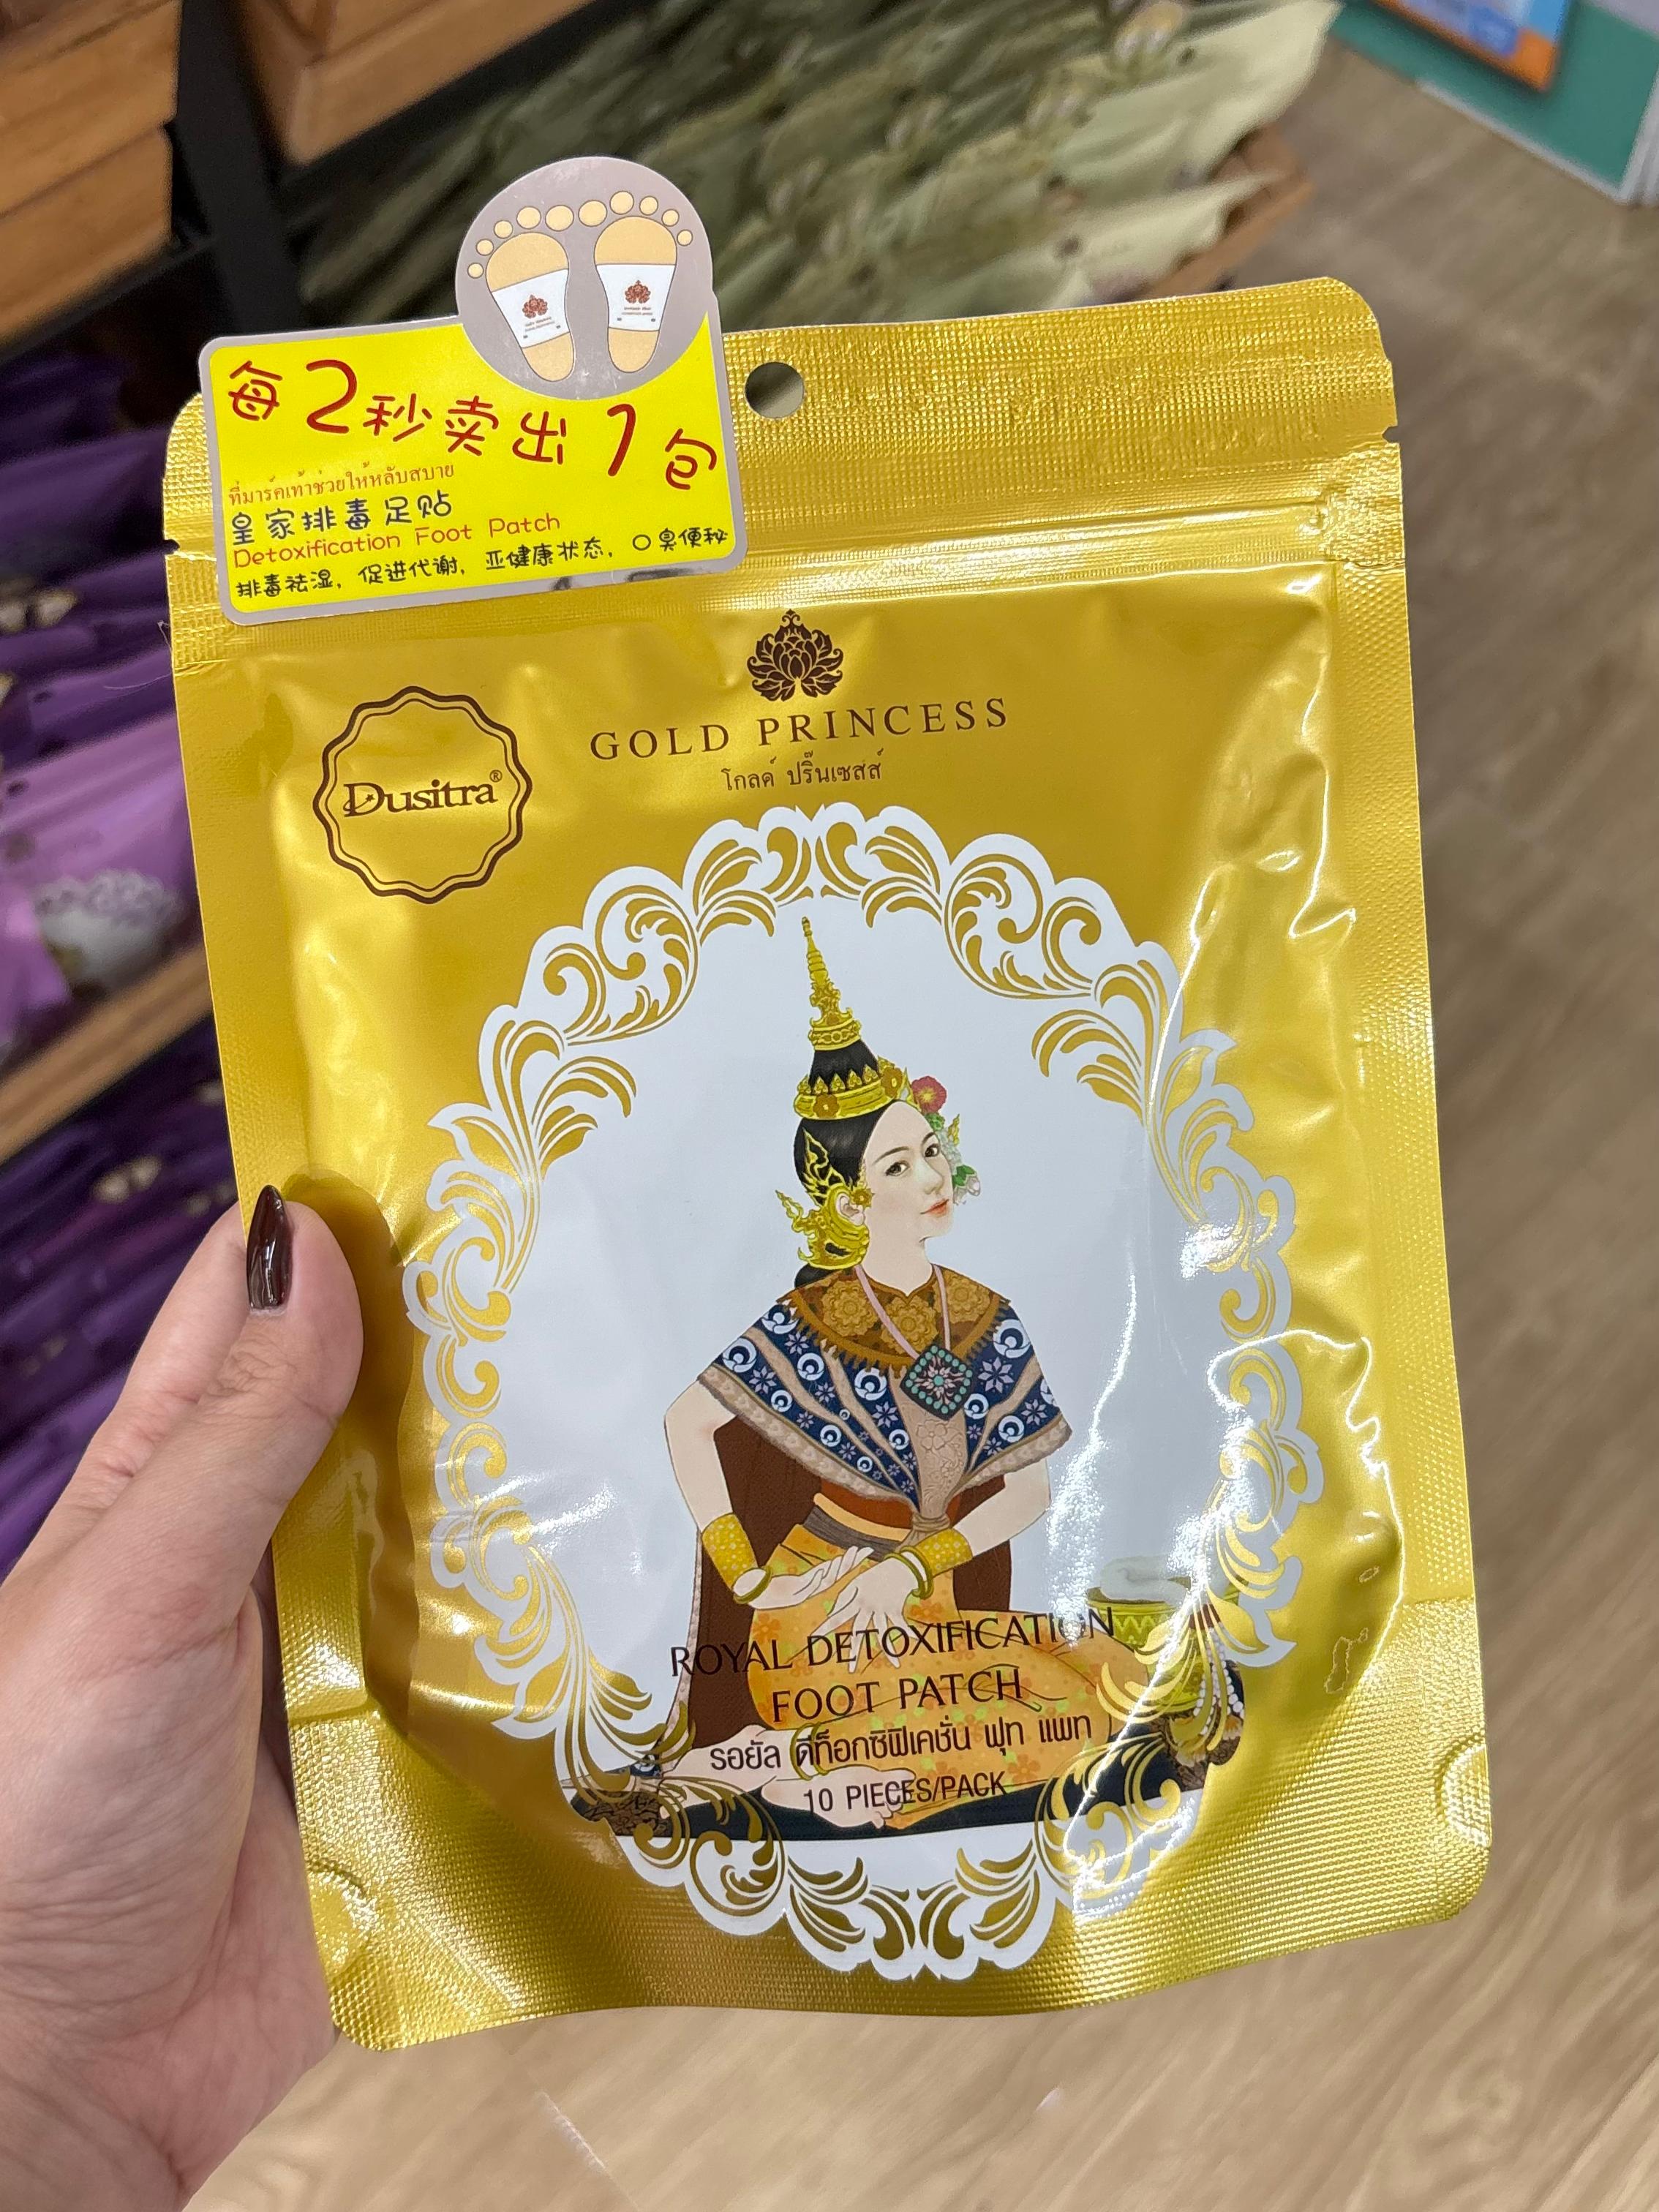 每2秒卖出1包
ที่มาร์คเท้าช่วยให้หลับสบาย
皇家排毒足贴
Detoxification Foot Patch
排毒祛湿，促进代谢，亚健康状态，口臭便秘
Dusitra®
GOLD PRINCESS
โกลด์ ปริ๊นเซสส์
ROYAL DETOXIFICATION
FOOT PATCH
รอยัล ดีท็อกซิฟิเคชั่น ฟุท แพท
10 PIECES/PACK